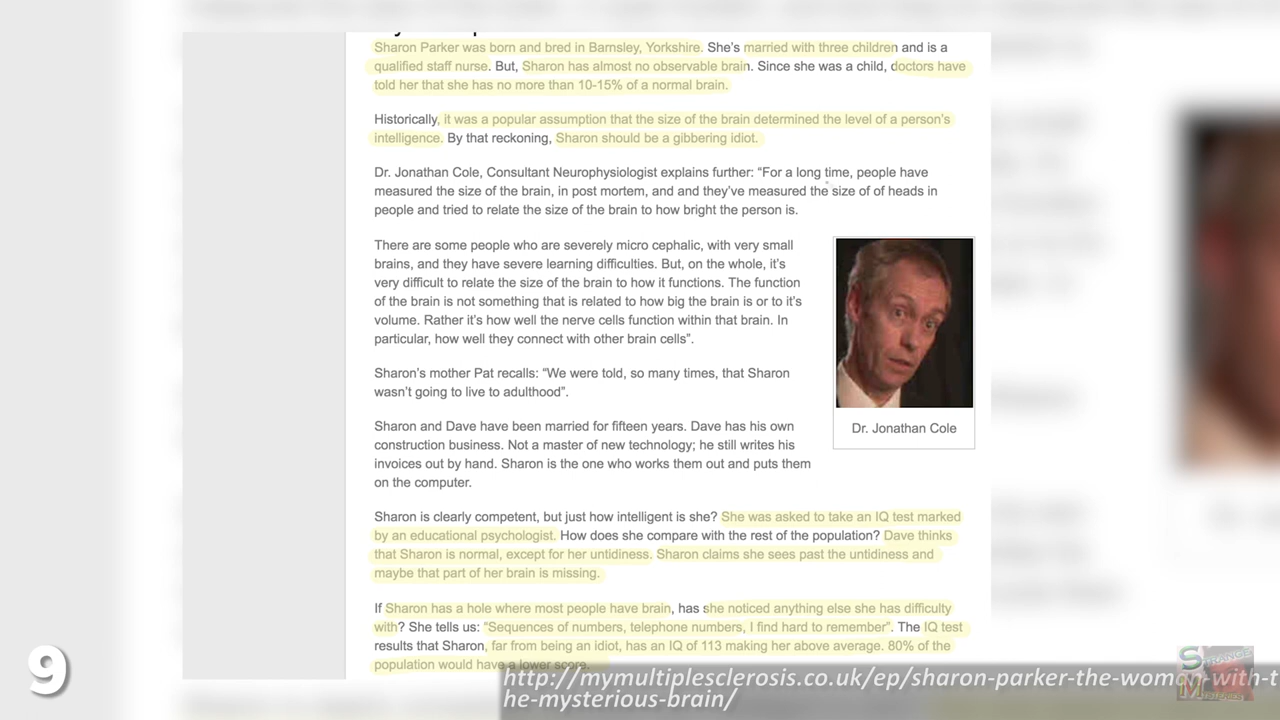 Sharon Parker was born and bred in Barnsley, Yorkshire. She's married with three children and is a
qualified staff nurse. But, Sharon has almost no observable brain. Since she was a child, doctors have
told her that she has no more than 10-15% of a normal brain.
Historically, it was a popular assumption that the size of the brain determined the level of a person's
intelligence. By that reckoning, Sharon should be a gibbering idiot.
Dr. Jonathan Cole, Consultant Neurophysiologist explains further: “For a long time, people have
measured the size of the brain, in post mortem, and and they've measured the size of of heads in
people and tried to relate the size of the brain to how bright the person is.
There are some people who are severely micro cephalic, with very small
brains, and they have severe learning difficulties. But, on the whole, it's
very difficult to relate the size of the brain to how it functions. The function
of the brain is not something that is related to how big the brain is or to it's
volume. Rather it's how well the nerve cells function within that brain. In
particular, how well they connect with other brain cells”.
Dr. Jonathan Cole
Sharon's mother Pat recalls: “We were told, so many times, that Sharon
wasn't going to live to adulthood”.
Sharon and Dave have been married for fifteen years. Dave has his own
construction business. Not a master of new technology; he still writes his
invoices out by hand. Sharon is the one who works them out and puts them
on the computer.
Sharon is clearly competent, but just how intelligent is she? She was asked to take an IQ test marked
by an educational psychologist. How does she compare with the rest of the population? Dave thinks
that Sharon is normal, except for her untidiness. Sharon claims she sees past the untidiness and
maybe that part of her brain is missing.
If Sharon has a hole where most people have brain, has she noticed anything else she has difficulty
with? She tells us: “Sequences of numbers, telephone numbers, I find hard to remember”. The IQ test
results that Sharon, far from being an idiot, has an IQ of 113 making her above average. 80% of the
population would have a lower score.
9
http://mymultiplesclerosis.co.uk/ep/sharon-parker-the-woman-with-t
he-mysterious-brain/
STRANGE
MYSTERIES